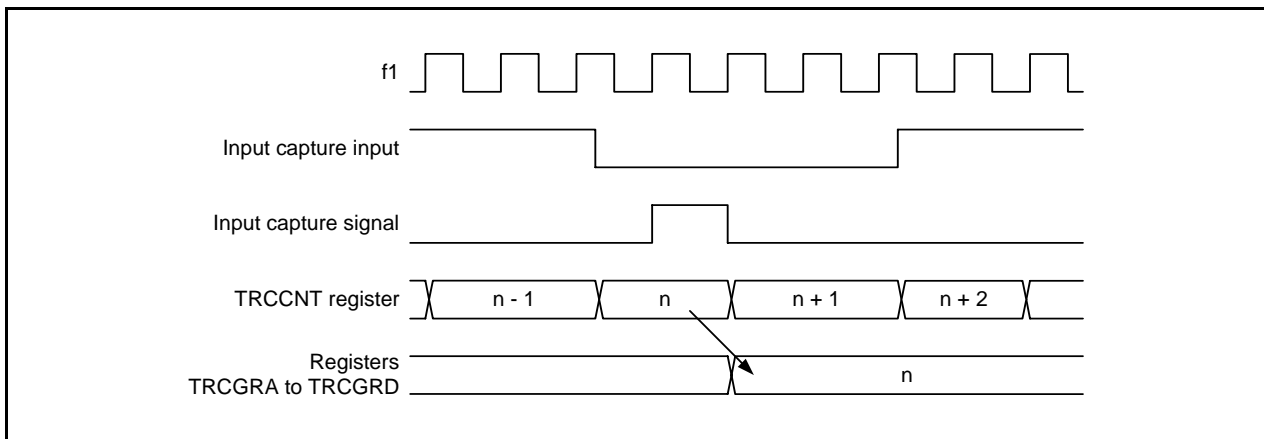 f1
Input capture input
Input capture signal
TRCCNT register
n - 1
n
n + 1
n + 2
Registers
TRCGRA to TRCGRD
n